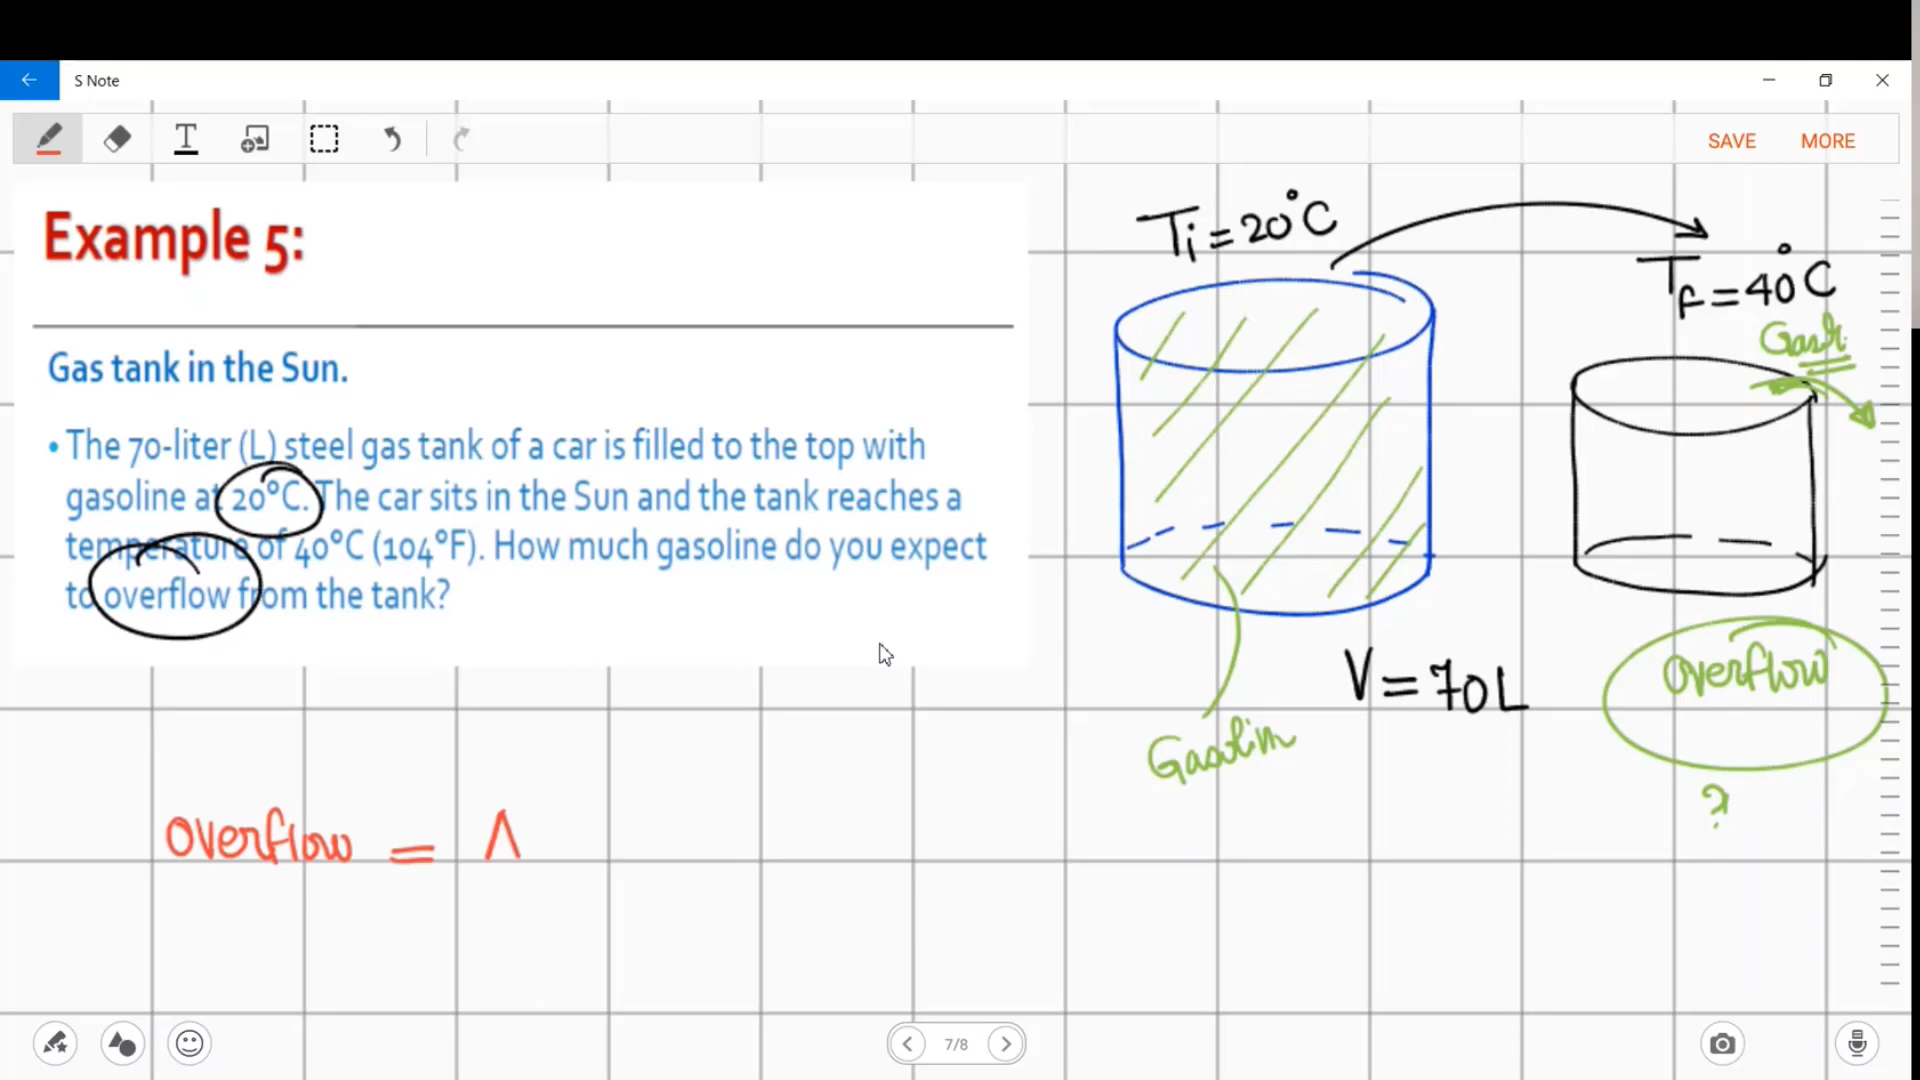 S Note
SAVE MORE
Example 5:
Gas tank in the Sun.
• The 70-liter (L) steel gas tank of a car is filled to the top with
gasoline at 20°C. The car sits in the Sun and the tank reaches a
temperature of 40°C (104°F). How much gasoline do you expect
to overflow from the tank?
Ti = 20°C
Tf = 40°C
V = 70L
Overflow
?
Overflow = Λ
7/8